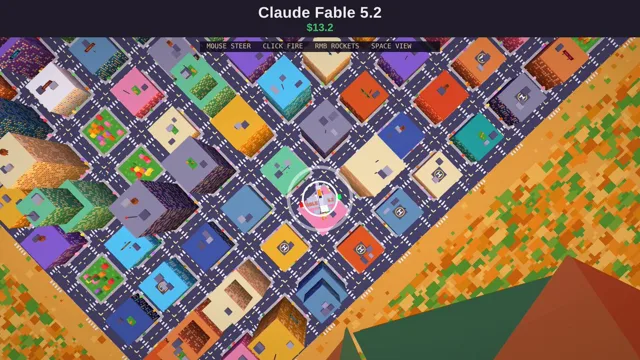 Claude Fable 5.2
$13.2
MOUSE STEER CLICK FIRE RMB ROCKETS SPACE VIEW